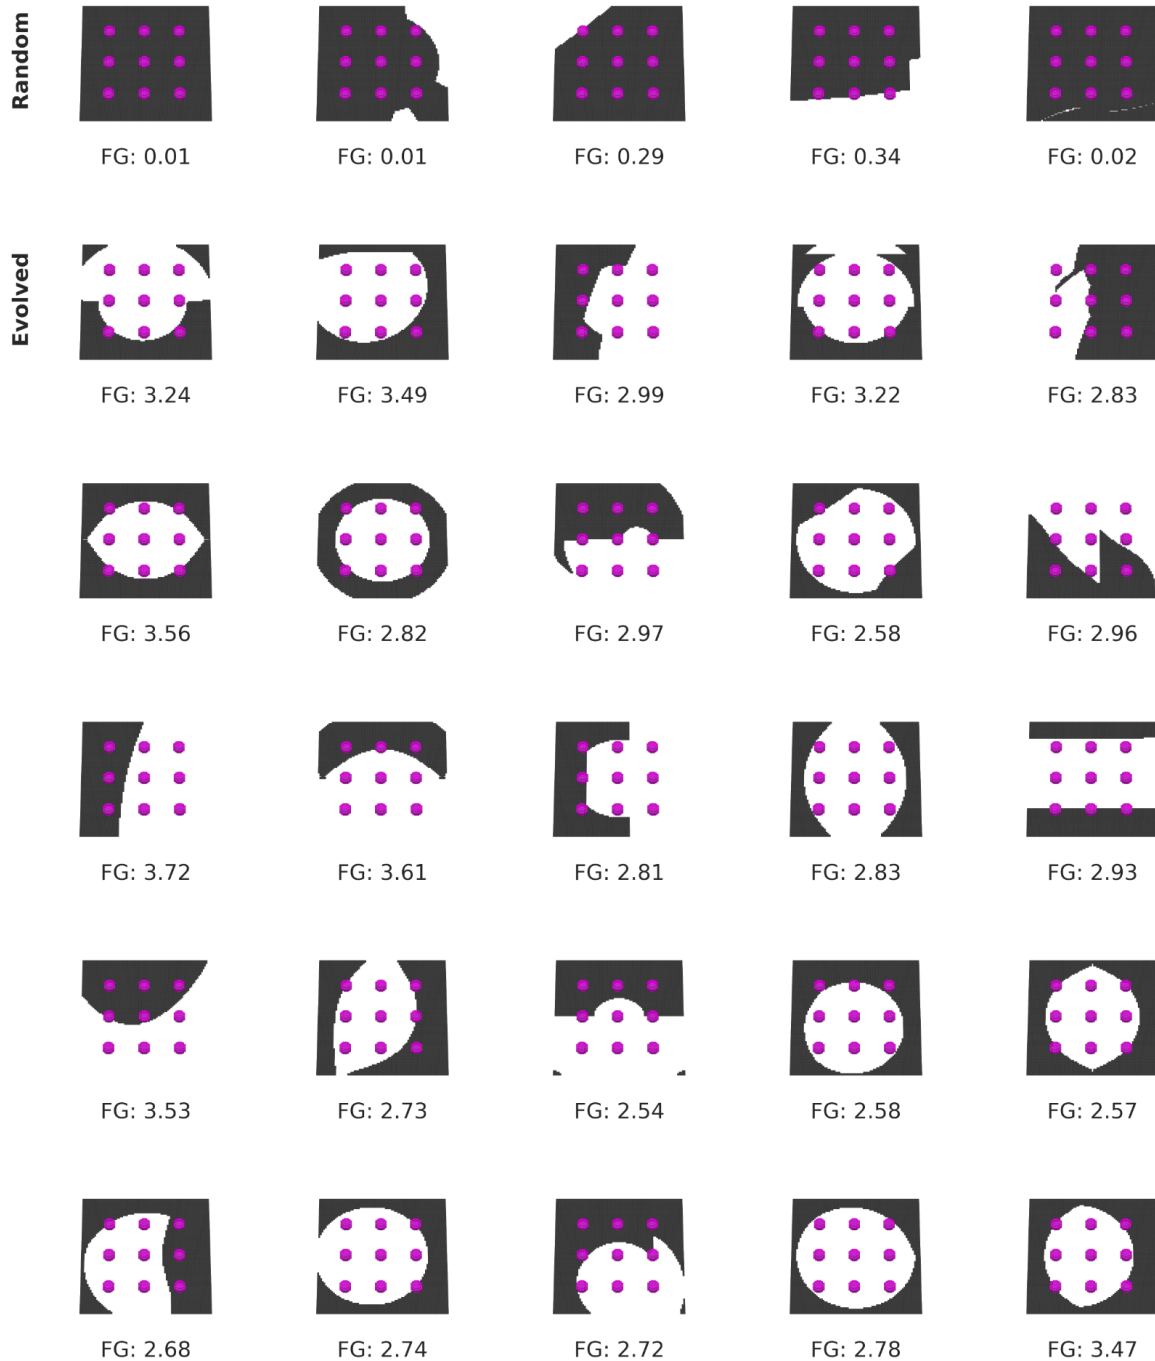 Random
FG: 0.01 FG: 0.01 FG: 0.29 FG: 0.34 FG: 0.02
Evolved
FG: 3.24 FG: 3.49 FG: 2.99 FG: 3.22 FG: 2.83
FG: 3.56 FG: 2.82 FG: 2.97 FG: 2.58 FG: 2.96
FG: 3.72 FG: 3.61 FG: 2.81 FG: 2.83 FG: 2.93
FG: 3.53 FG: 2.73 FG: 2.54 FG: 2.58 FG: 2.57
FG: 2.68 FG: 2.74 FG: 2.72 FG: 2.78 FG: 3.47